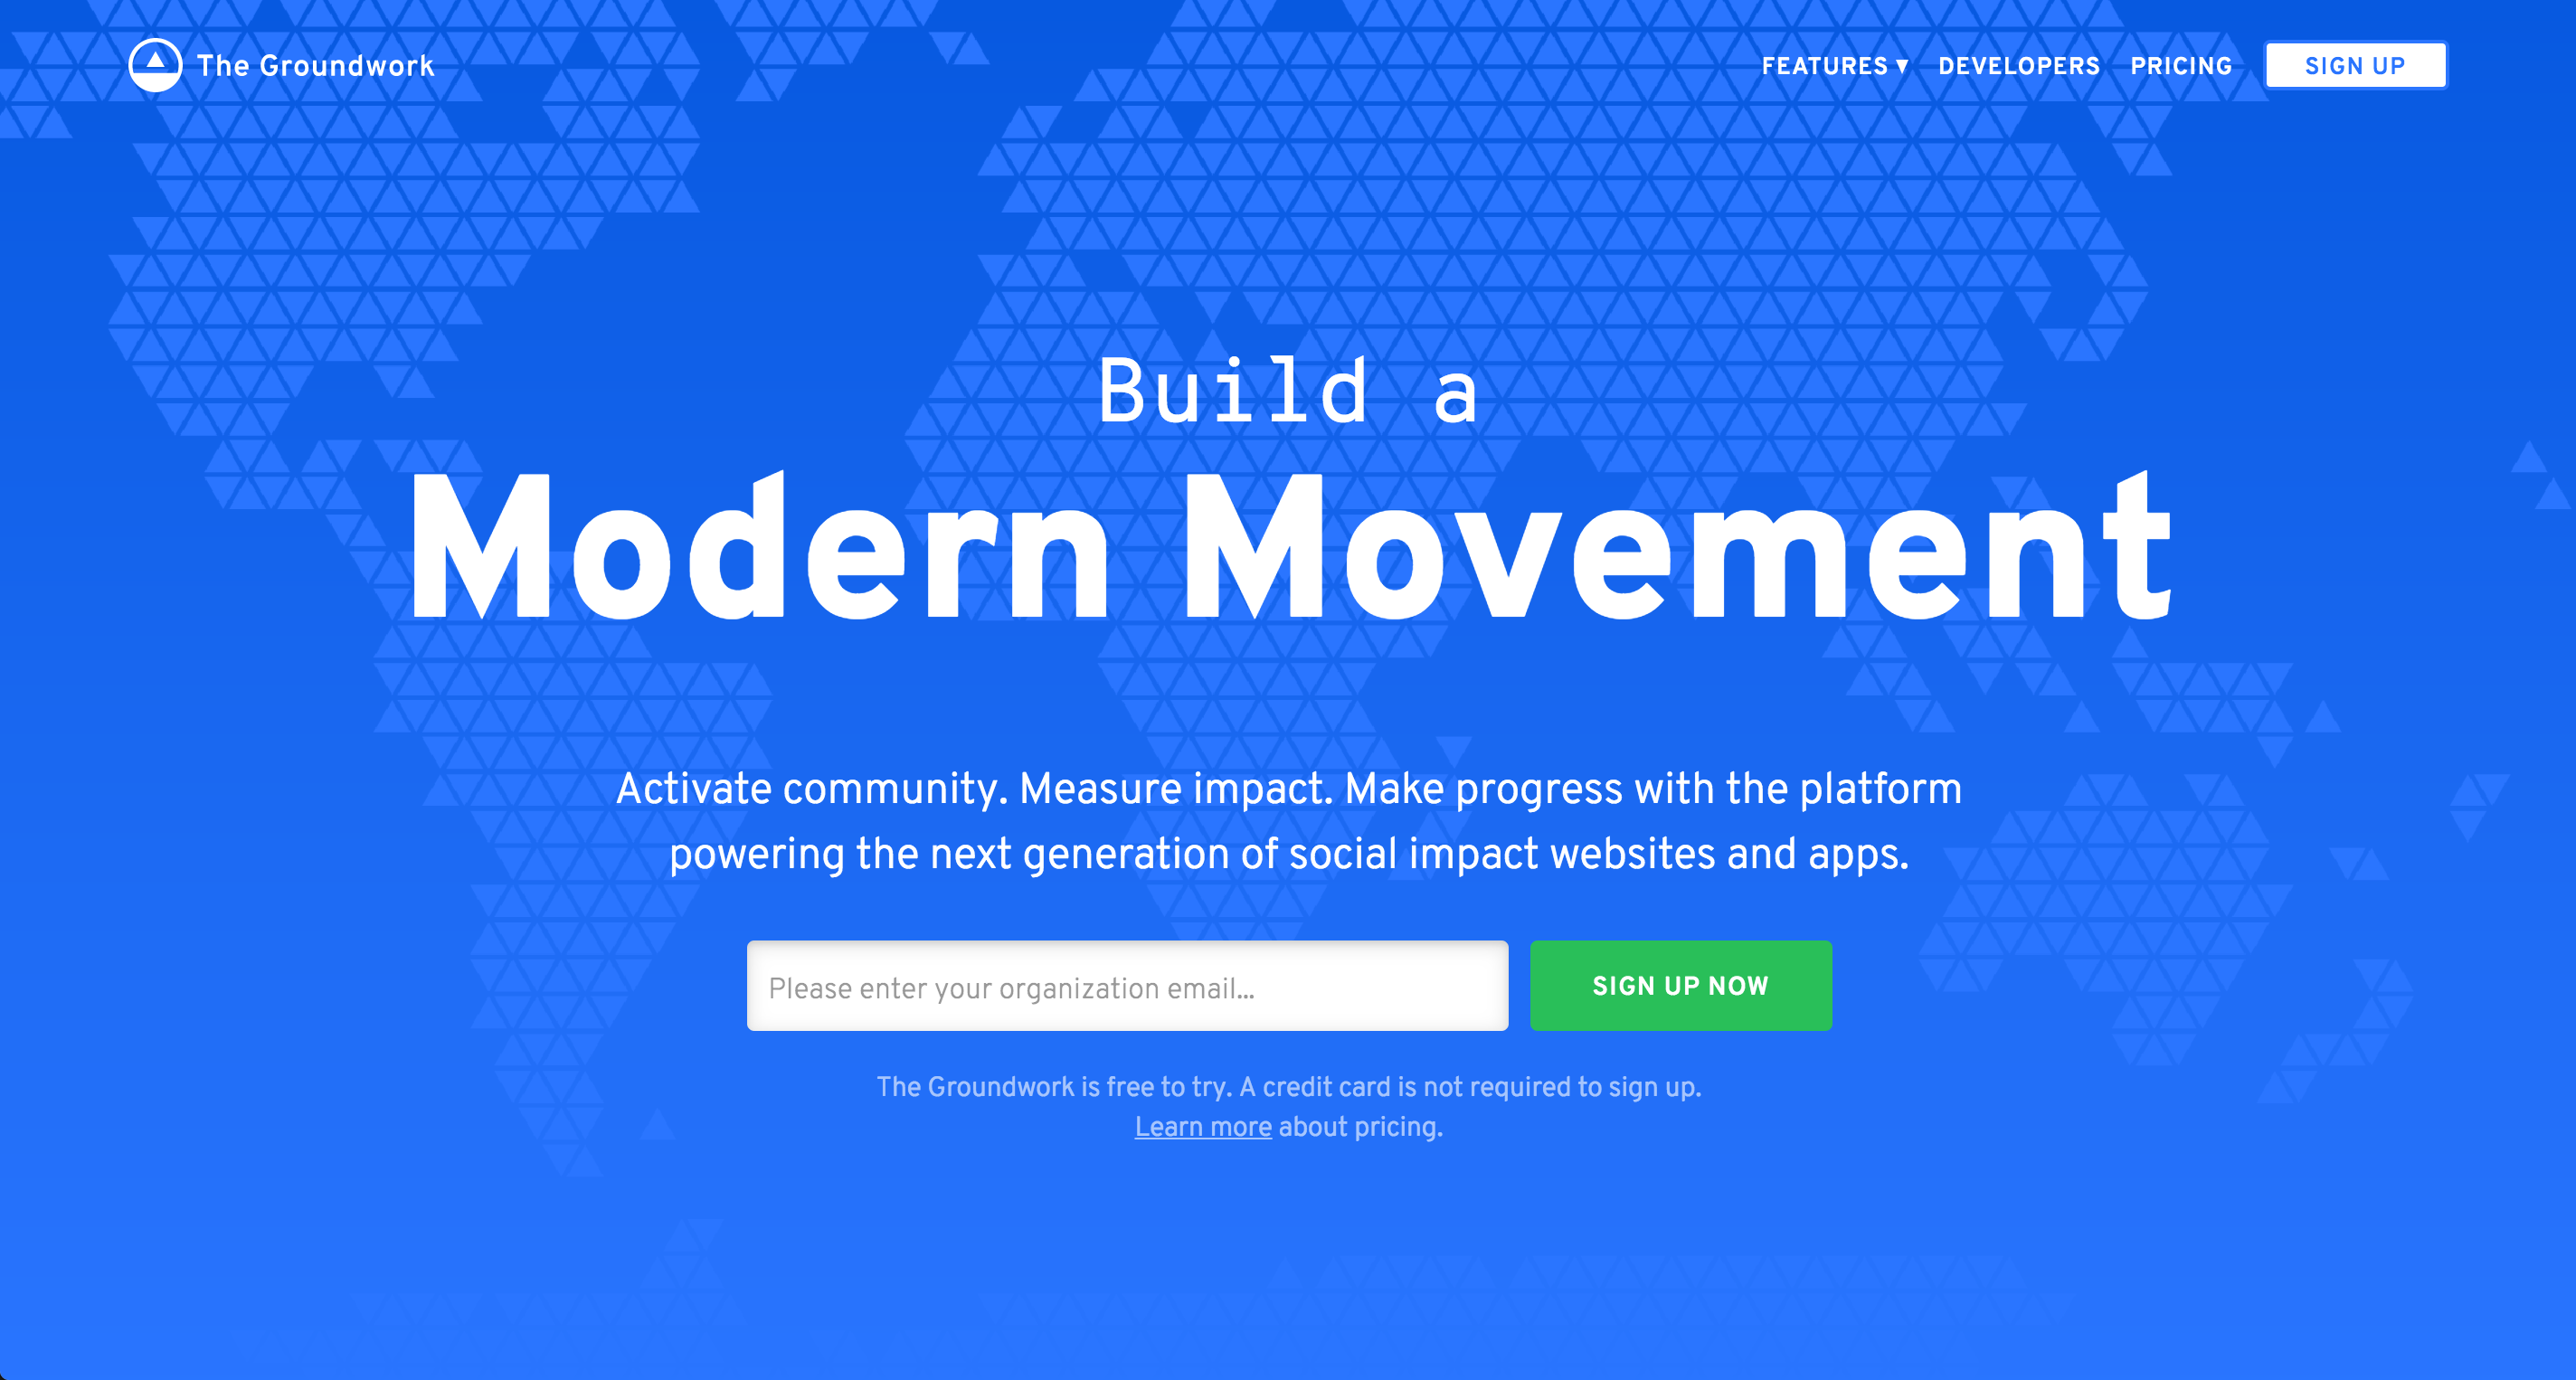 The Groundwork
FEATURES ▾ DEVELOPERS PRICING SIGN UP
Build a
Modern Movement
Activate community. Measure impact. Make progress with the platform
powering the next generation of social impact websites and apps.
Please enter your organization email...
SIGN UP NOW
The Groundwork is free to try. A credit card is not required to sign up.
Learn more about pricing.